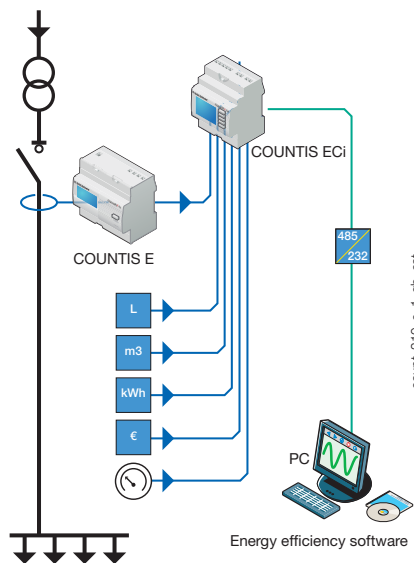 COUNTIS ECi
COUNTIS E
485
232
L
m3
kWh
€
PC
Energy efficiency software